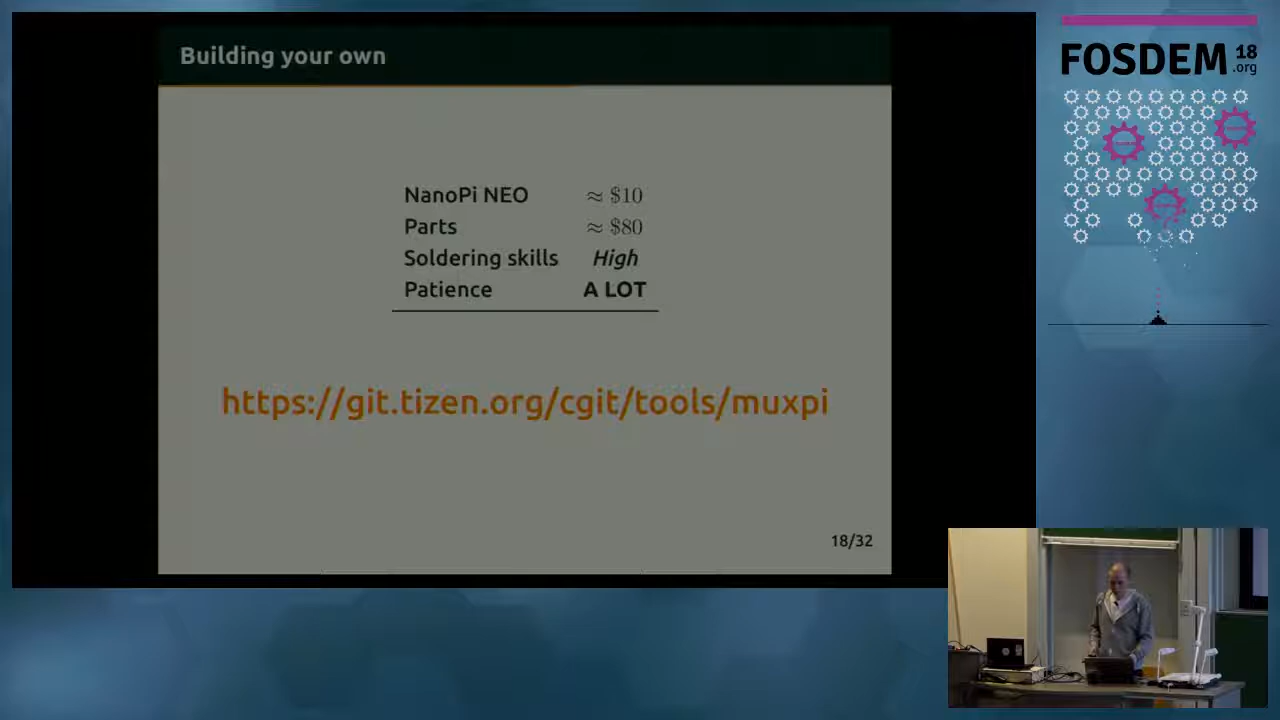 Building your own
NanoPi NEO ≈ $10
Parts ≈ $80
Soldering skills High
Patience A LOT
https://git.tizen.org/cgit/tools/muxpi
18/32
FOSDEM 18
.org